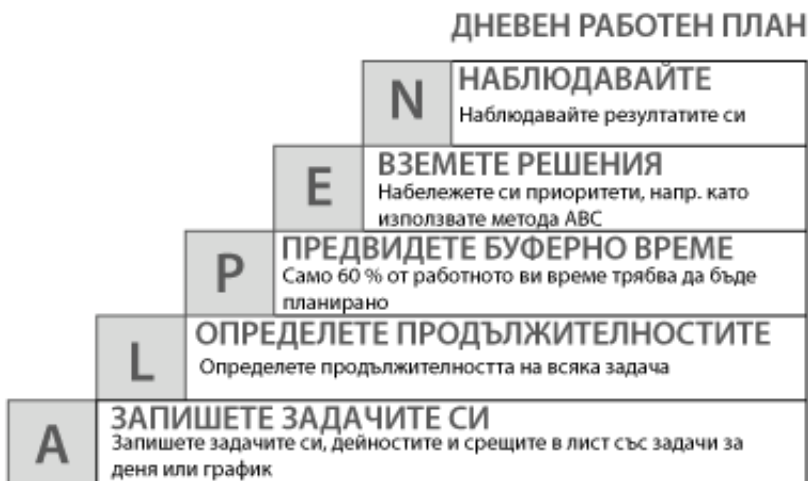 ДНЕВЕН РАБОТЕН ПЛАН
N
НАБЛЮДАВАЙТЕ
Наблюдавайте резултатите си
E
ВЗЕМЕТЕ РЕШЕНИЯ
Набележете си приоритети, напр. като
използвате метода ABC
P
ПРЕДВИДЕТЕ БУФЕРНО ВРЕМЕ
Само 60 % от работното ви време трябва да бъде
планирано
L
ОПРЕДЕЛЕТЕ ПРОДЪЛЖИТЕЛНОСТИТЕ
Определете продължителността на всяка задача
A
ЗАПИШЕТЕ ЗАДАЧИТЕ СИ
Запишете задачите си, дейностите и срещите в лист със задачи за
деня или график